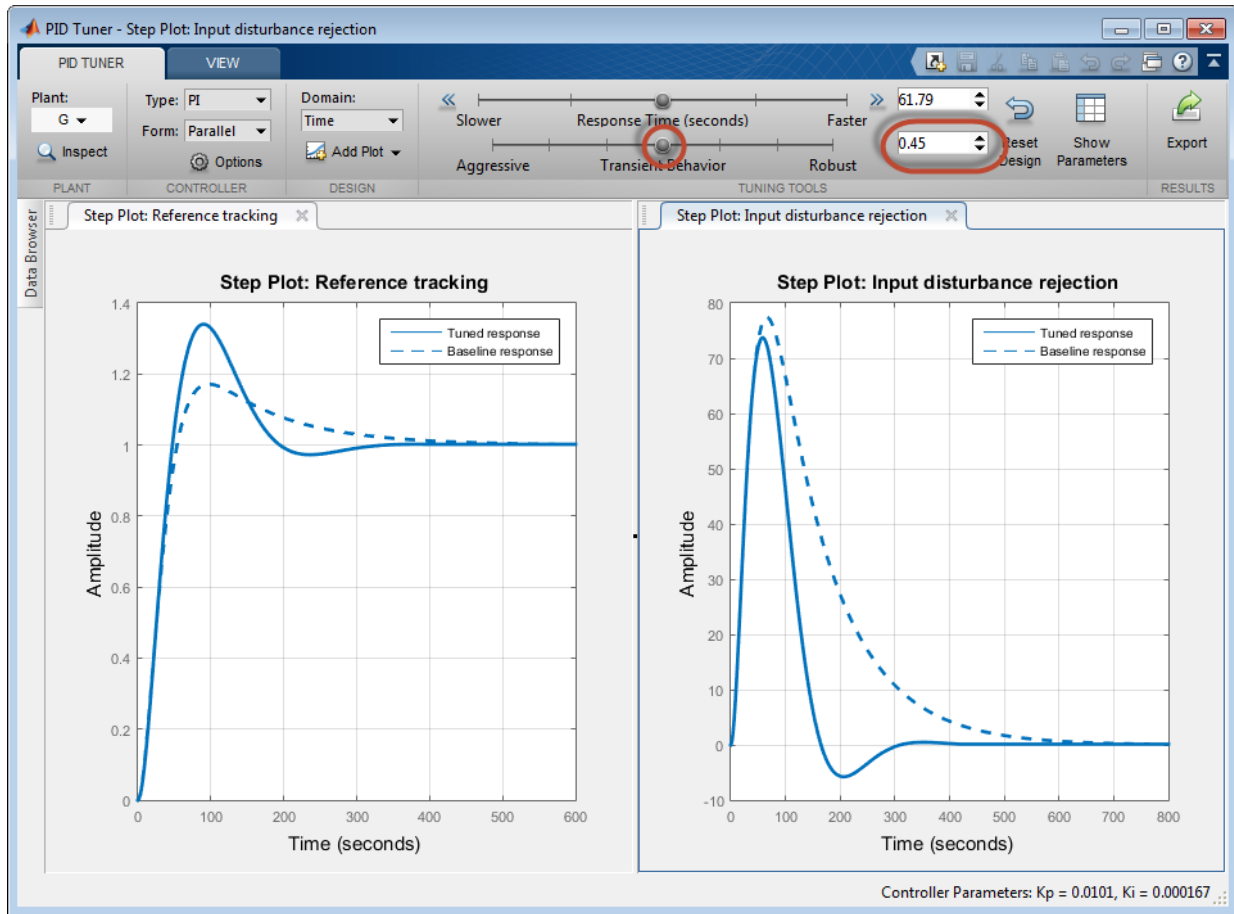 PID Tuner - Step Plot: Input disturbance rejection
PID TUNER VIEW
Plant:
G
Inspect
PLANT
Type: PI
Form: Parallel
Options
CONTROLLER
Domain:
Time
Add Plot
DESIGN
Slower Response Time (seconds) Faster
61.79
Aggressive Transient Behavior Robust
0.45
TUNING TOOLS
Reset
Design
Show
Parameters
Export
RESULTS
Data Browser
Step Plot: Reference tracking
Step Plot: Reference tracking
Tuned response
Baseline response
1.4
1.2
1
0.8
0.6
0.4
0.2
0
Amplitude
0 100 200 300 400 500 600
Time (seconds)
Step Plot: Input disturbance rejection
Step Plot: Input disturbance rejection
Tuned response
Baseline response
80
70
60
50
40
30
20
10
0
-10
Amplitude
0 100 200 300 400 500 600 700 800
Time (seconds)
Controller Parameters: Kp = 0.0101, Ki = 0.000167